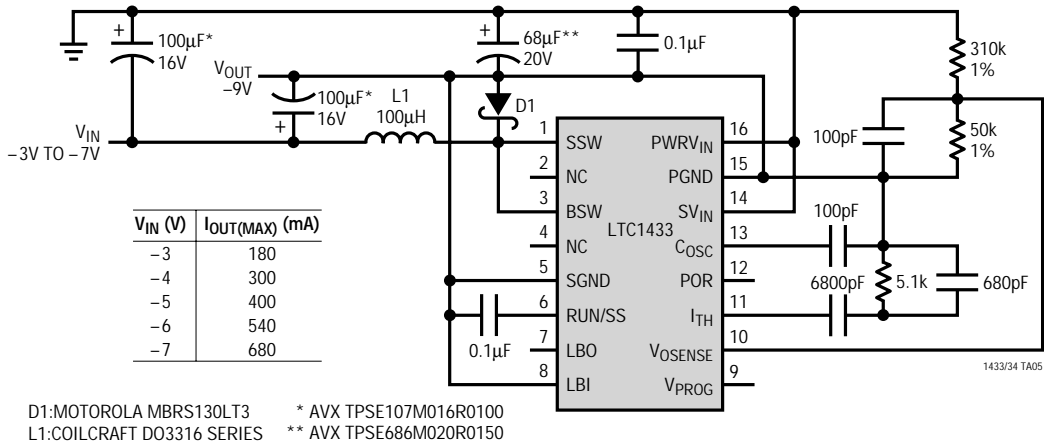 +
100µF*
16V
+
68µF**
20V
0.1µF
310k
1%
VOUT
–9V
100µF*
16V
+
L1
100µH
D1
VIN
–3V TO –7V
100pF
50k
1%
1 SSW PWRVIN 16
2 NC PGND 15
3 BSW SVIN 14
4 NC COSC 13
5 SGND POR 12
6 RUN/SS ITH 11
7 LBO VOSENSE 10
8 LBI VPROG 9
LTC1433
100pF
6800pF
5.1k
680pF
0.1µF
VIN (V) IOUT(MAX) (mA)
–3 180
–4 300
–5 400
–6 540
–7 680
1433/34 TA05
D1:MOTOROLA MBRS130LT3 * AVX TPSE107M016R0100
L1:COILCRAFT DO3316 SERIES ** AVX TPSE686M020R0150